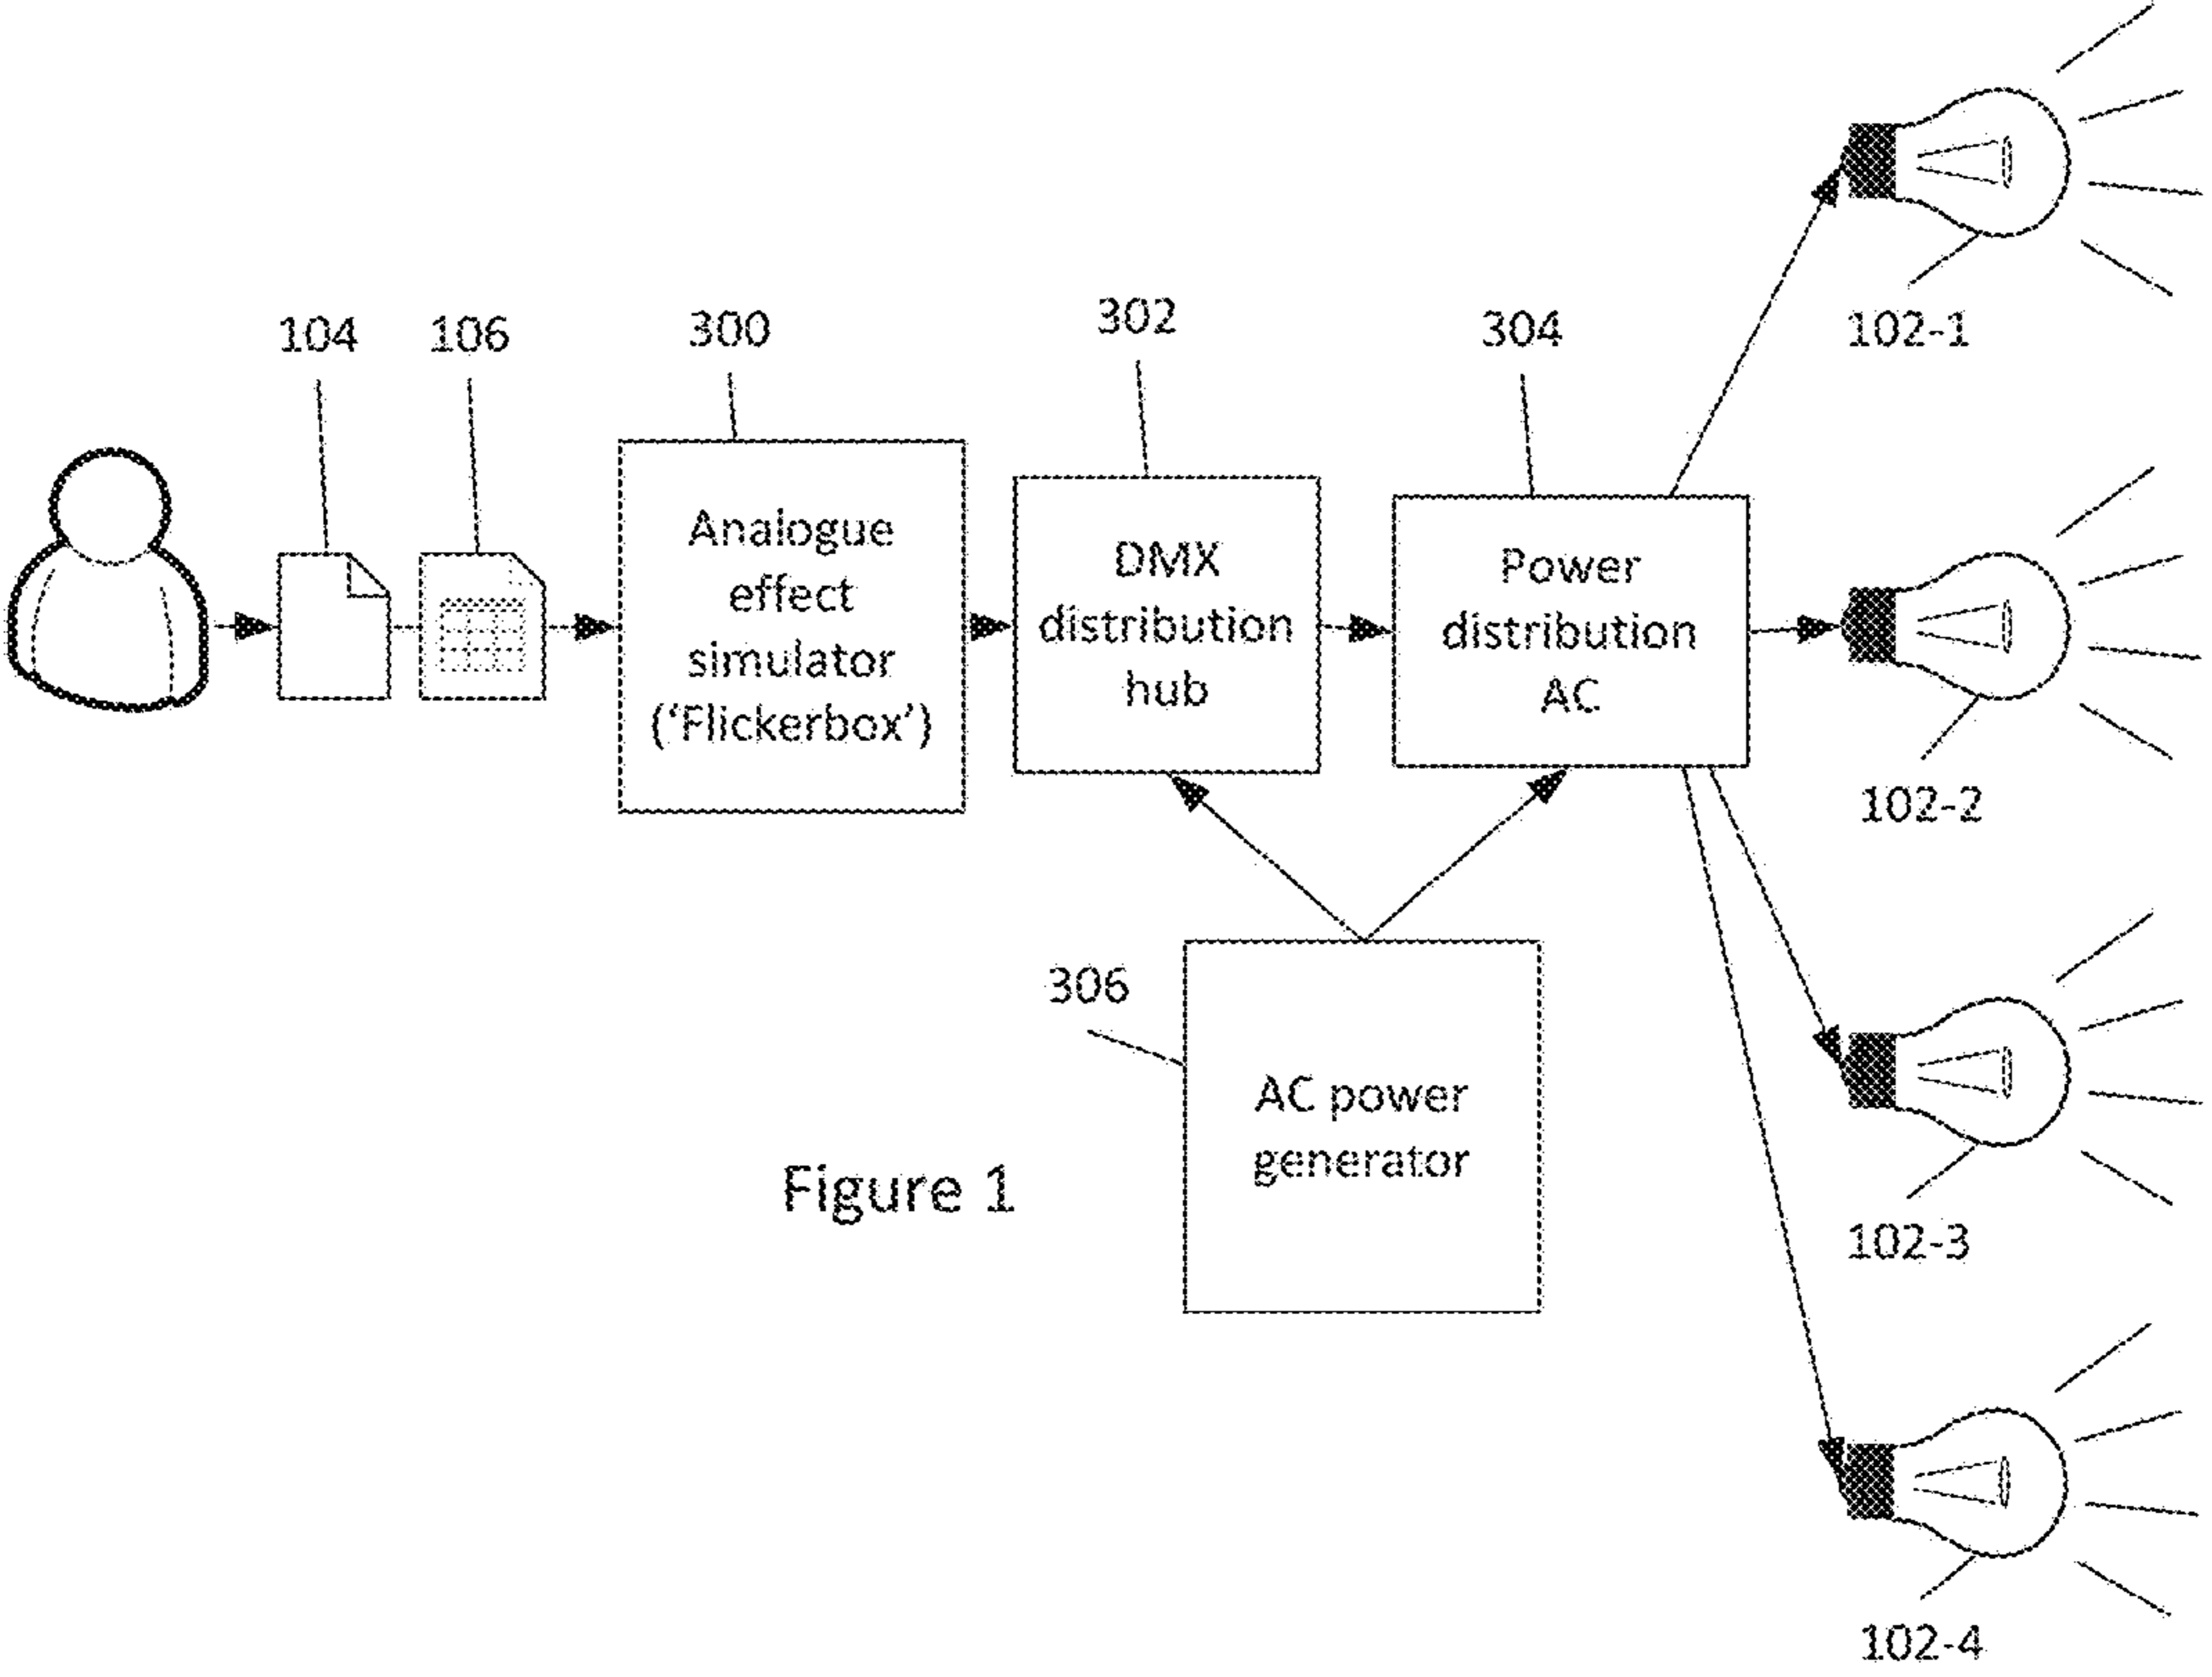 104
106
300
302
304
102-1
Analogue
effect
simulator
('Flickerbox')
DMX
distribution
hub
Power
distribution
AC
102-2
306
AC power
generator
Figure 1
102-3
102-4